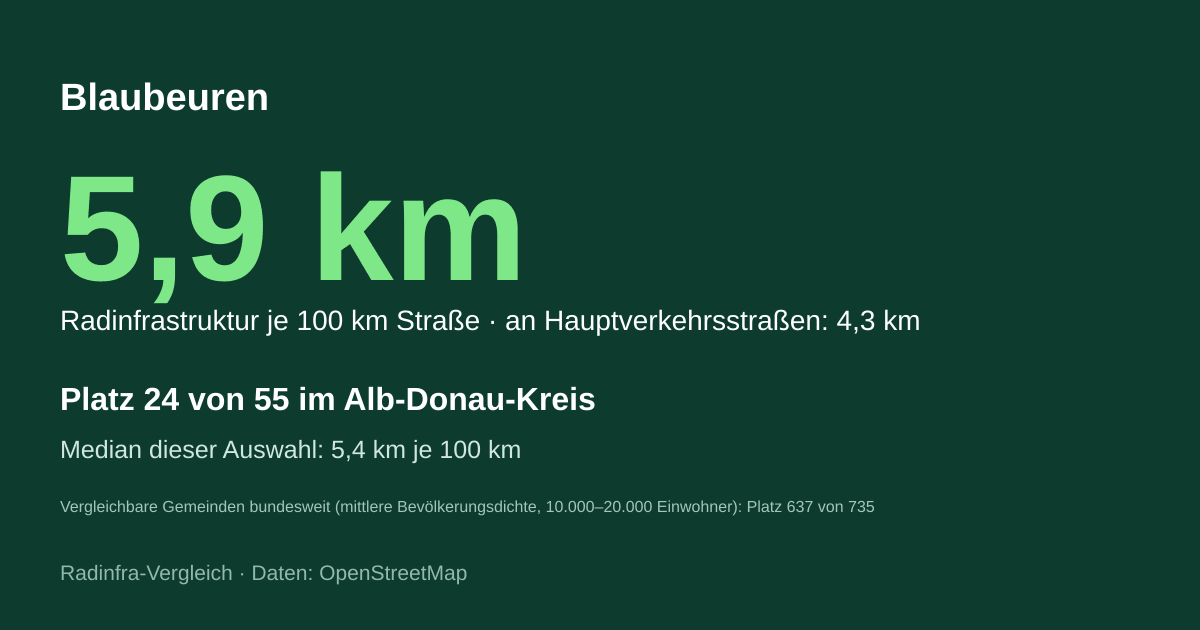 Blaubeuren
5,9 km
Radinfrastruktur je 100 km Straße · an Hauptverkehrsstraßen: 4,3 km
Platz 24 von 55 im Alb-Donau-Kreis
Median dieser Auswahl: 5,4 km je 100 km
Vergleichbare Gemeinden bundesweit (mittlere Bevölkerungsdichte, 10.000–20.000 Einwohner): Platz 637 von 735
Radinfra-Vergleich · Daten: OpenStreetMap